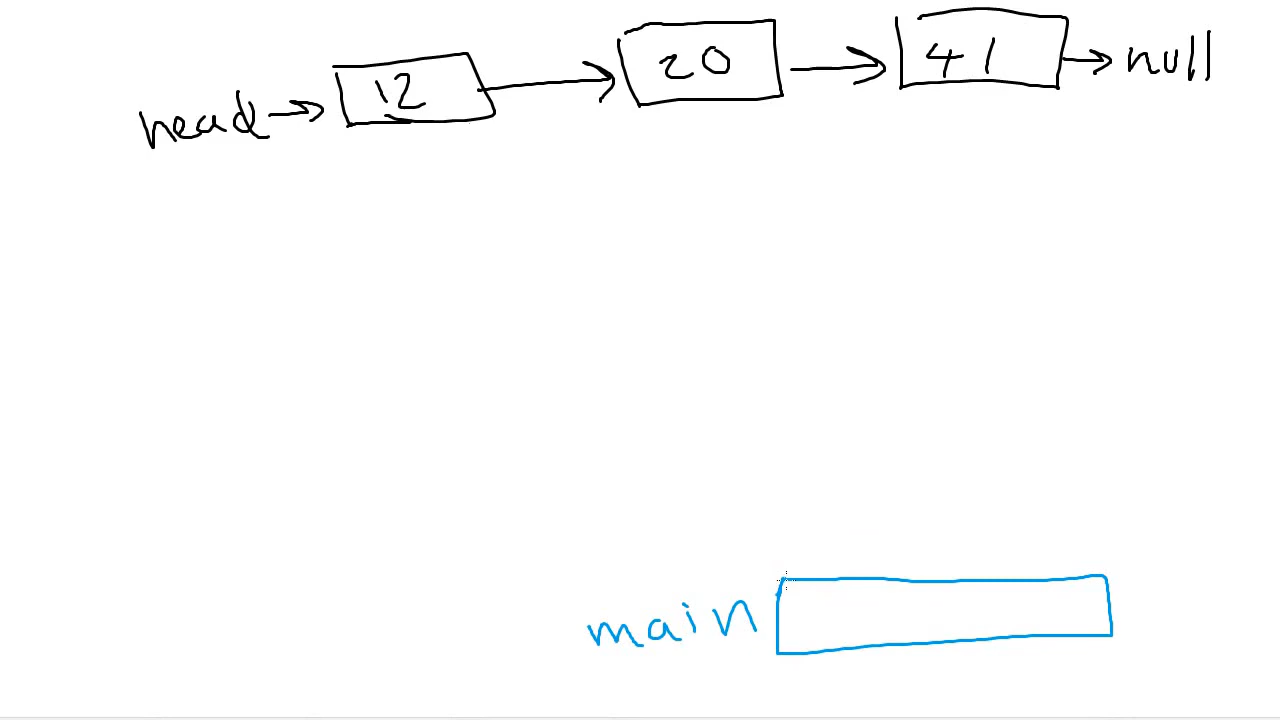 head → 12 → 20 → 41 → null
main